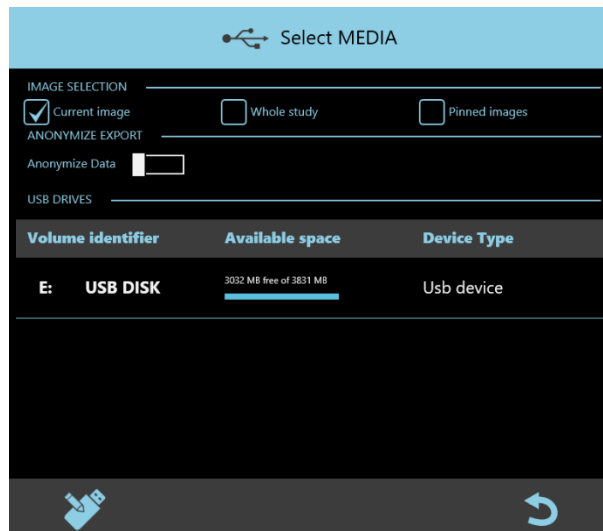 Select MEDIA
IMAGE SELECTION
Current image Whole study Pinned images
ANONYMIZE EXPORT
Anonymize Data
USB DRIVES
Volume identifier Available space Device Type
E: USB DISK 3032 MB free of 3831 MB Usb device